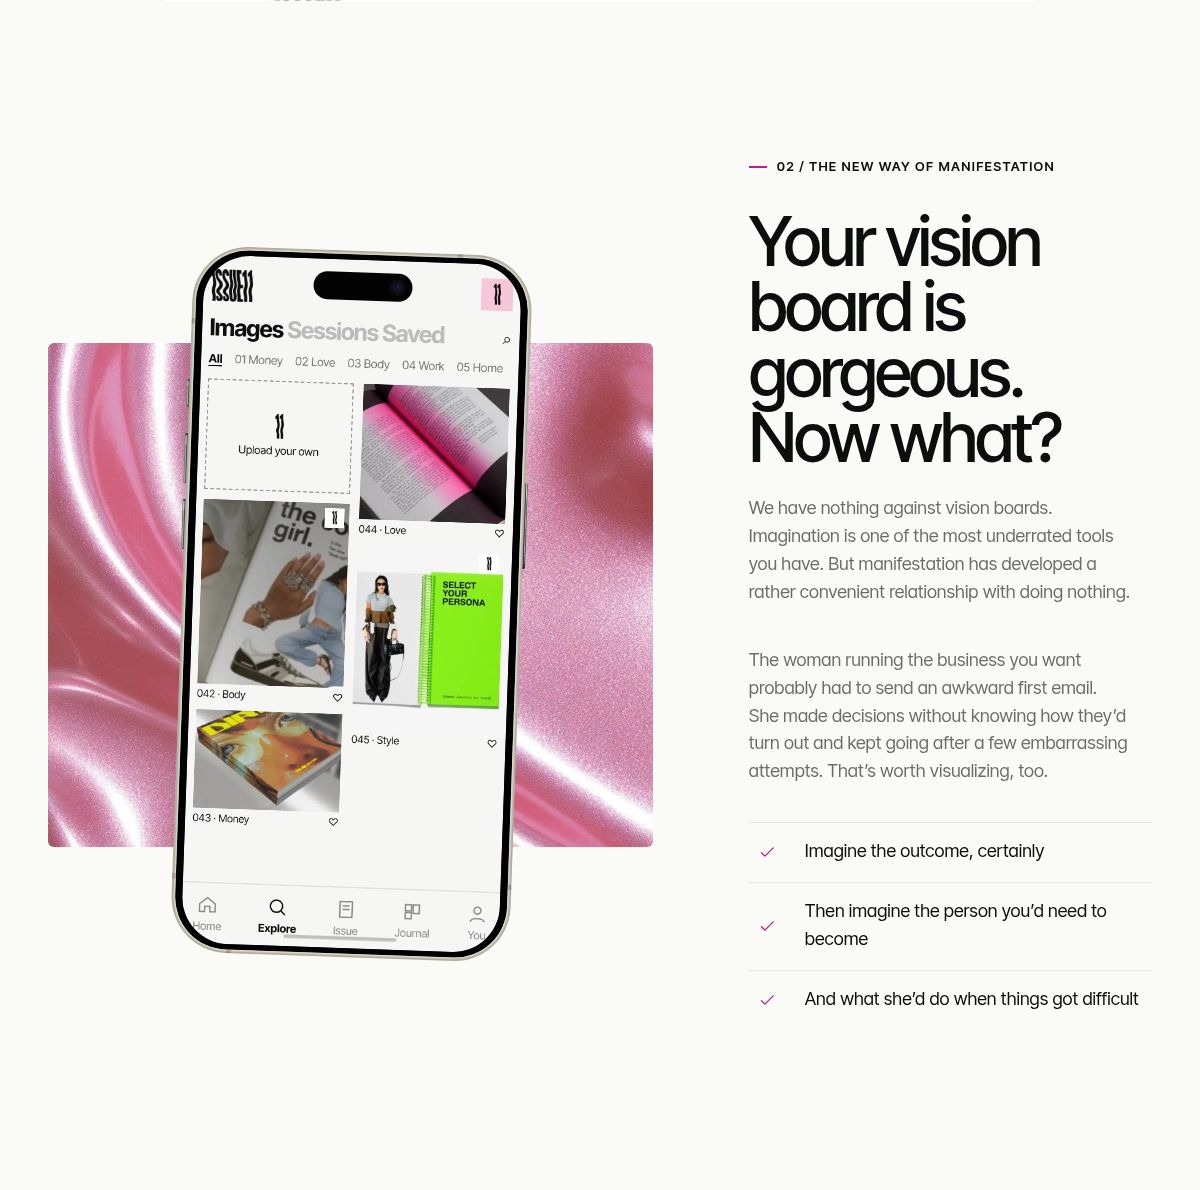 02 / THE NEW WAY OF MANIFESTATION
Your vision
board is
gorgeous.
Now what?
We have nothing against vision boards.
Imagination is one of the most underrated tools
you have. But manifestation has developed a
rather convenient relationship with doing nothing.
The woman running the business you want
probably had to send an awkward first email.
She made decisions without knowing how they’d
turn out and kept going after a few embarrassing
attempts. That’s worth visualizing, too.
Imagine the outcome, certainly
Then imagine the person you’d need to
become
And what she’d do when things got difficult
ISSUE11
11
Images Sessions Saved
All 01 Money 02 Love 03 Body 04 Work 05 Home
11
Upload your own
044 · Love
the
girl.
11
042 · Body
11
SELECT
YOUR
PERSONA
045 · Style
043 · Money
Home Explore Issue Journal You